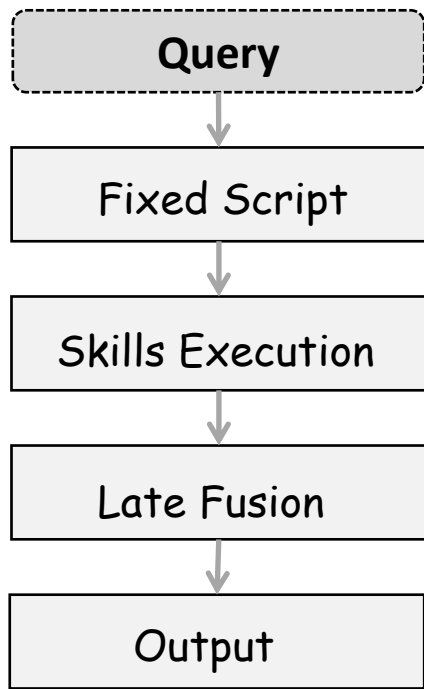 Query
Fixed Script
Skills Execution
Late Fusion
Output